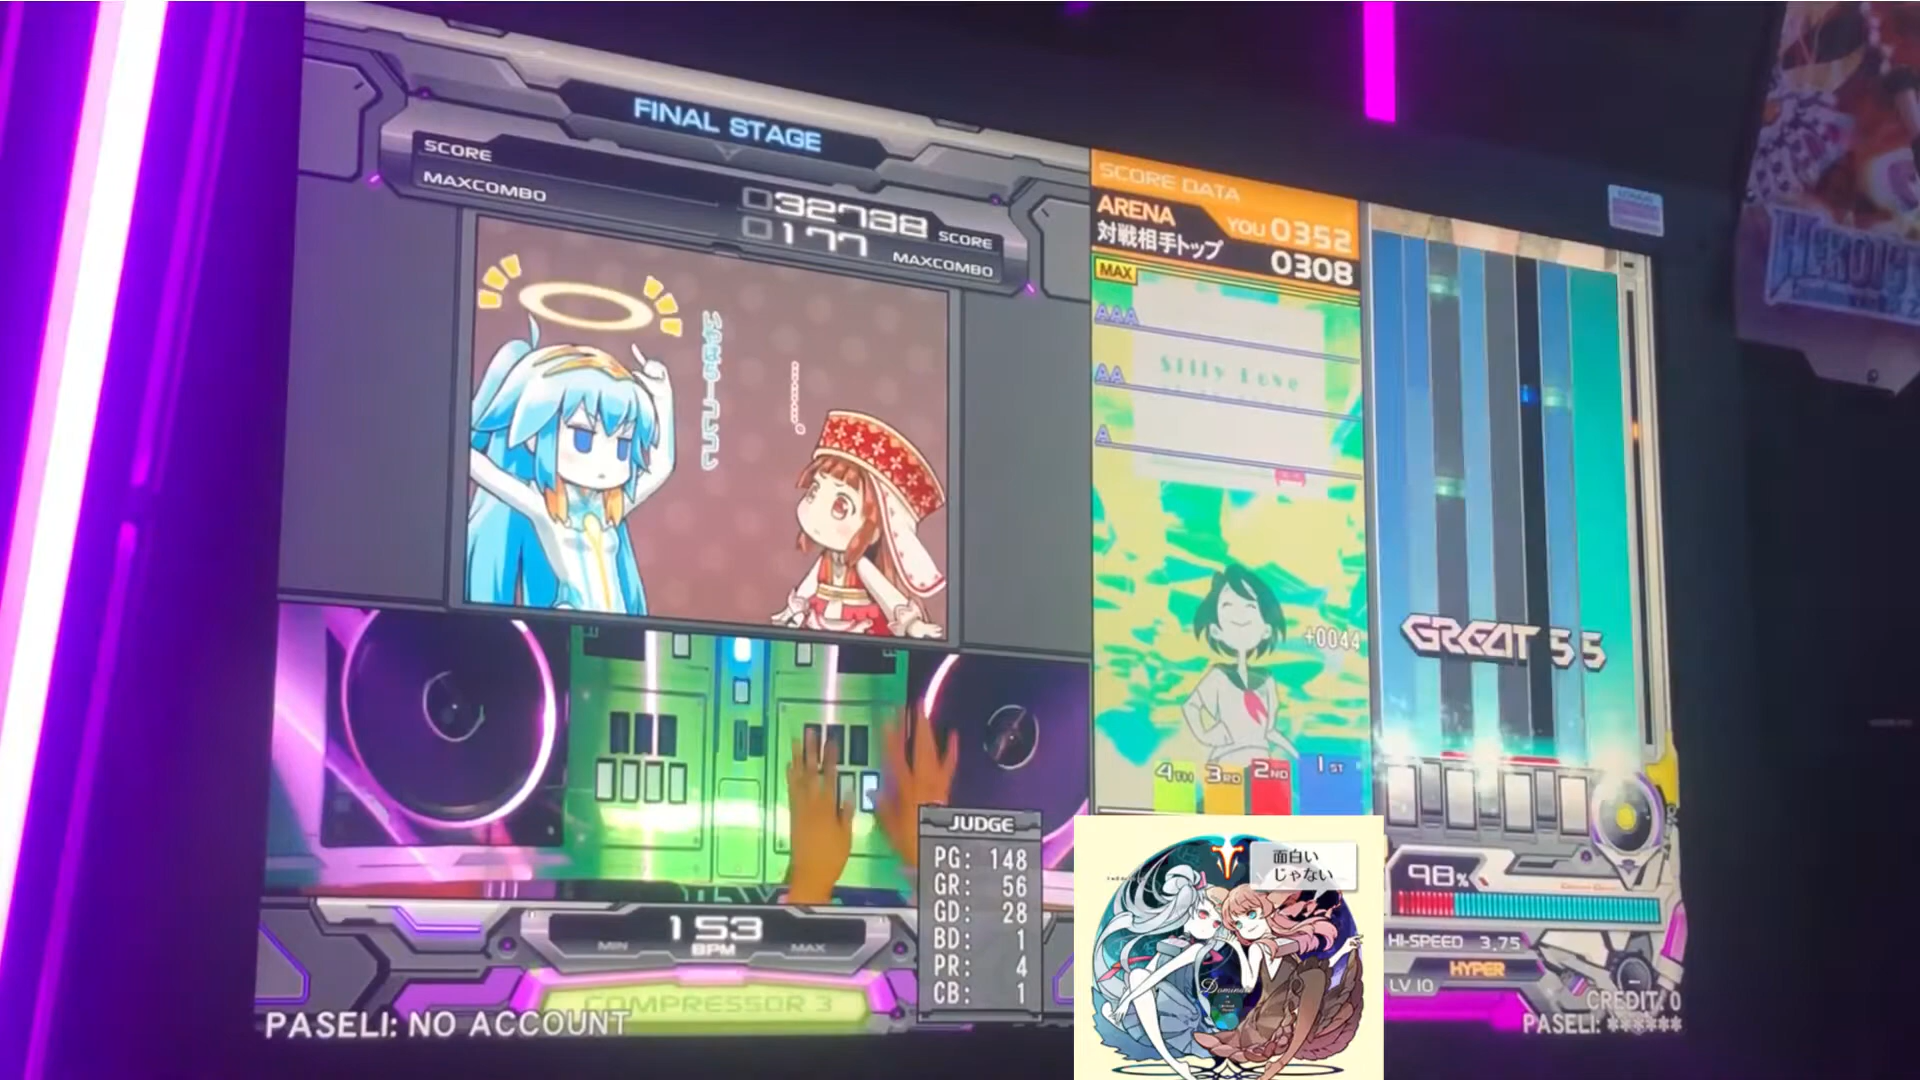 FINAL STAGE
SCORE
032738
SCORE
MAXCOMBO
0177
MAXCOMBO
SCORE DATA
ARENA
YOU 0352
対戦相手トップ
0308
MAX
AAA
AA
A
Silly Love
………。
+0044
4TH
3RD
2ND
1ST
GREAT 55
JUDGE
PG: 148
GR: 56
GD: 28
BD: 1
PR: 4
CB: 1
153
MIN
BPM
MAX
COMPRESSOR 3
面白い
じゃない
98%
HI-SPEED 3.75
HYPER
LV 10
CREDIT: 0
PASELI: ******
PASELI: NO ACCOUNT